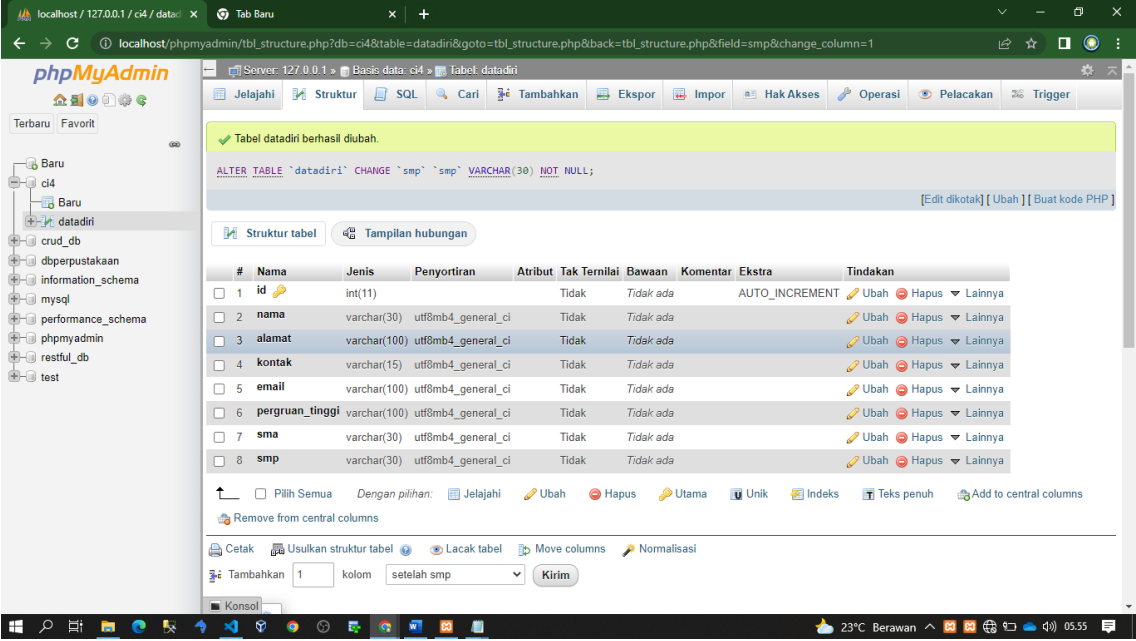 localhost / 127.0.0.1 / ci4 / datad
Tab Baru
localhost/phpmyadmin/tbl_structure.php?db=ci4&table=datadiri&goto=tbl_structure.php&back=tbl_structure.php&field=smp&change_column=1
phpMyAdmin
Terbaru Favorit
Baru
ci4
Baru
datadiri
crud_db
dbperpustakaan
information_schema
mysql
performance_schema
phpmyadmin
restful_db
test
Server: 127.0.0.1 » Basis data: ci4 » Tabel: datadiri
Jelajahi Struktur SQL Cari Tambahkan Ekspor Impor Hak Akses Operasi Pelacakan Trigger
Tabel datadiri berhasil diubah.
ALTER TABLE `datadiri` CHANGE `smp` `smp` VARCHAR(30) NOT NULL;
[Edit dikotak] [ Ubah ] [ Buat kode PHP ]
Struktur tabel Tampilan hubungan
# Nama Jenis Penyortiran Atribut Tak Ternilai Bawaan Komentar Ekstra Tindakan
1 id int(11) Tidak Tidak ada AUTO_INCREMENT Ubah Hapus Lainnya
2 nama varchar(30) utf8mb4_general_ci Tidak Tidak ada Ubah Hapus Lainnya
3 alamat varchar(100) utf8mb4_general_ci Tidak Tidak ada Ubah Hapus Lainnya
4 kontak varchar(15) utf8mb4_general_ci Tidak Tidak ada Ubah Hapus Lainnya
5 email varchar(100) utf8mb4_general_ci Tidak Tidak ada Ubah Hapus Lainnya
6 pergruan_tinggi varchar(100) utf8mb4_general_ci Tidak Tidak ada Ubah Hapus Lainnya
7 sma varchar(30) utf8mb4_general_ci Tidak Tidak ada Ubah Hapus Lainnya
8 smp varchar(30) utf8mb4_general_ci Tidak Tidak ada Ubah Hapus Lainnya
Pilih Semua Dengan pilihan: Jelajahi Ubah Hapus Utama Unik Indeks Teks penuh Add to central columns
Remove from central columns
Cetak Usulkan struktur tabel Lacak tabel Move columns Normalisasi
Tambahkan 1 kolom setelah smp Kirim
Konsol
23°C Berawan 05.55